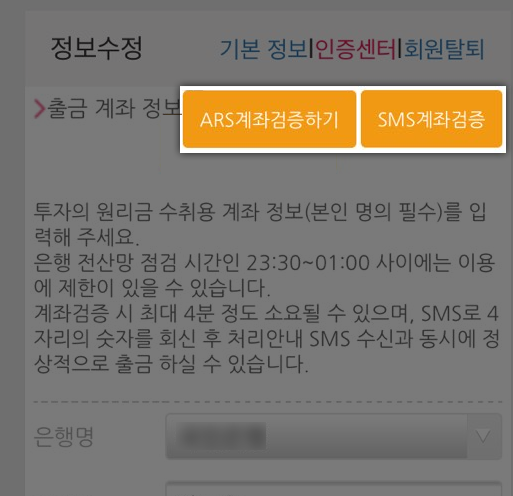 정보수정
기본 정보|인증센터|회원탈퇴
출금 계좌 정보
ARS계좌검증하기
SMS계좌검증
투자의 원리금 수취용 계좌 정보(본인 명의 필수)를 입
력해 주세요.
은행 전산망 점검 시간인 23:30~01:00 사이에는 이용
에 제한이 있을 수 있습니다.
계좌검증 시 최대 4분 정도 소요될 수 있으며, SMS로 4
자리의 숫자를 회신 후 처리안내 SMS 수신과 동시에 정
상적으로 출금 하실 수 있습니다.
은행명